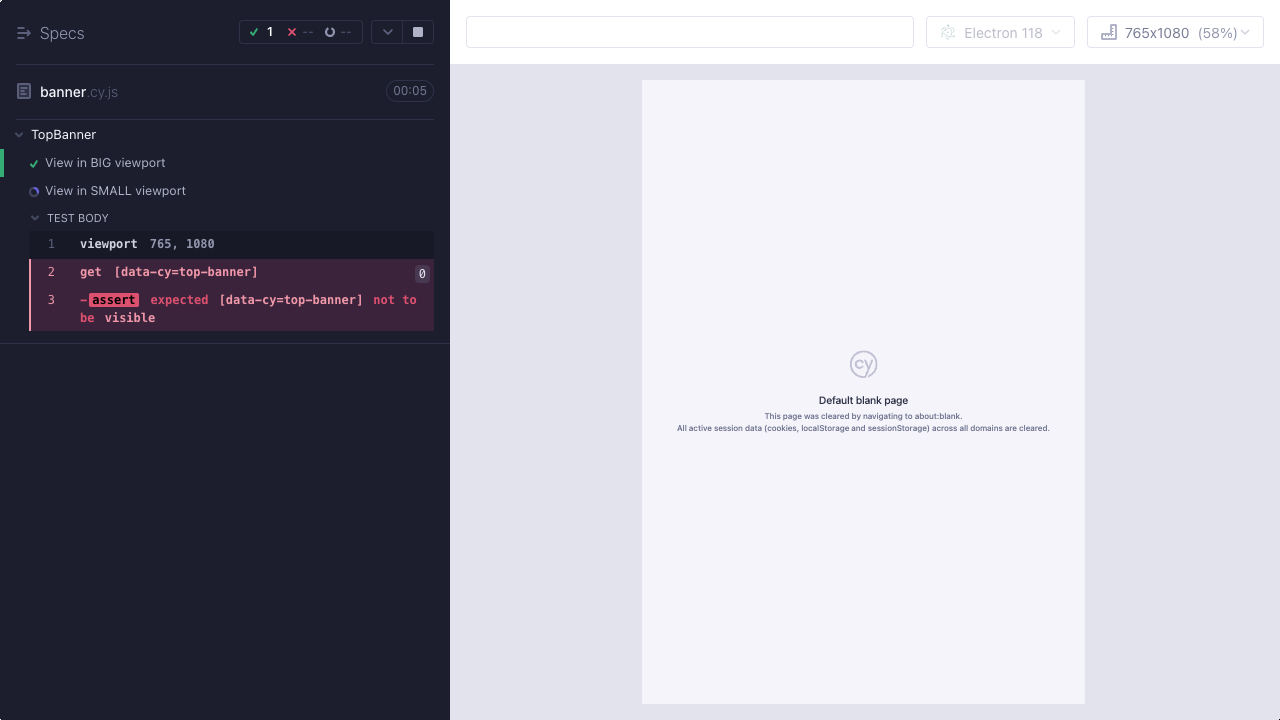 Specs
1 -- --
Electron 118
765x1080 (58%)
banner.cy.js
00:05
TopBanner
View in BIG viewport
View in SMALL viewport
TEST BODY
1 viewport 765, 1080
2 get [data-cy=top-banner] 0
3 -assert expected [data-cy=top-banner] not to
be visible
cy
Default blank page
This page was cleared by navigating to about:blank.
All active session data (cookies, localStorage and sessionStorage) across all domains are cleared.